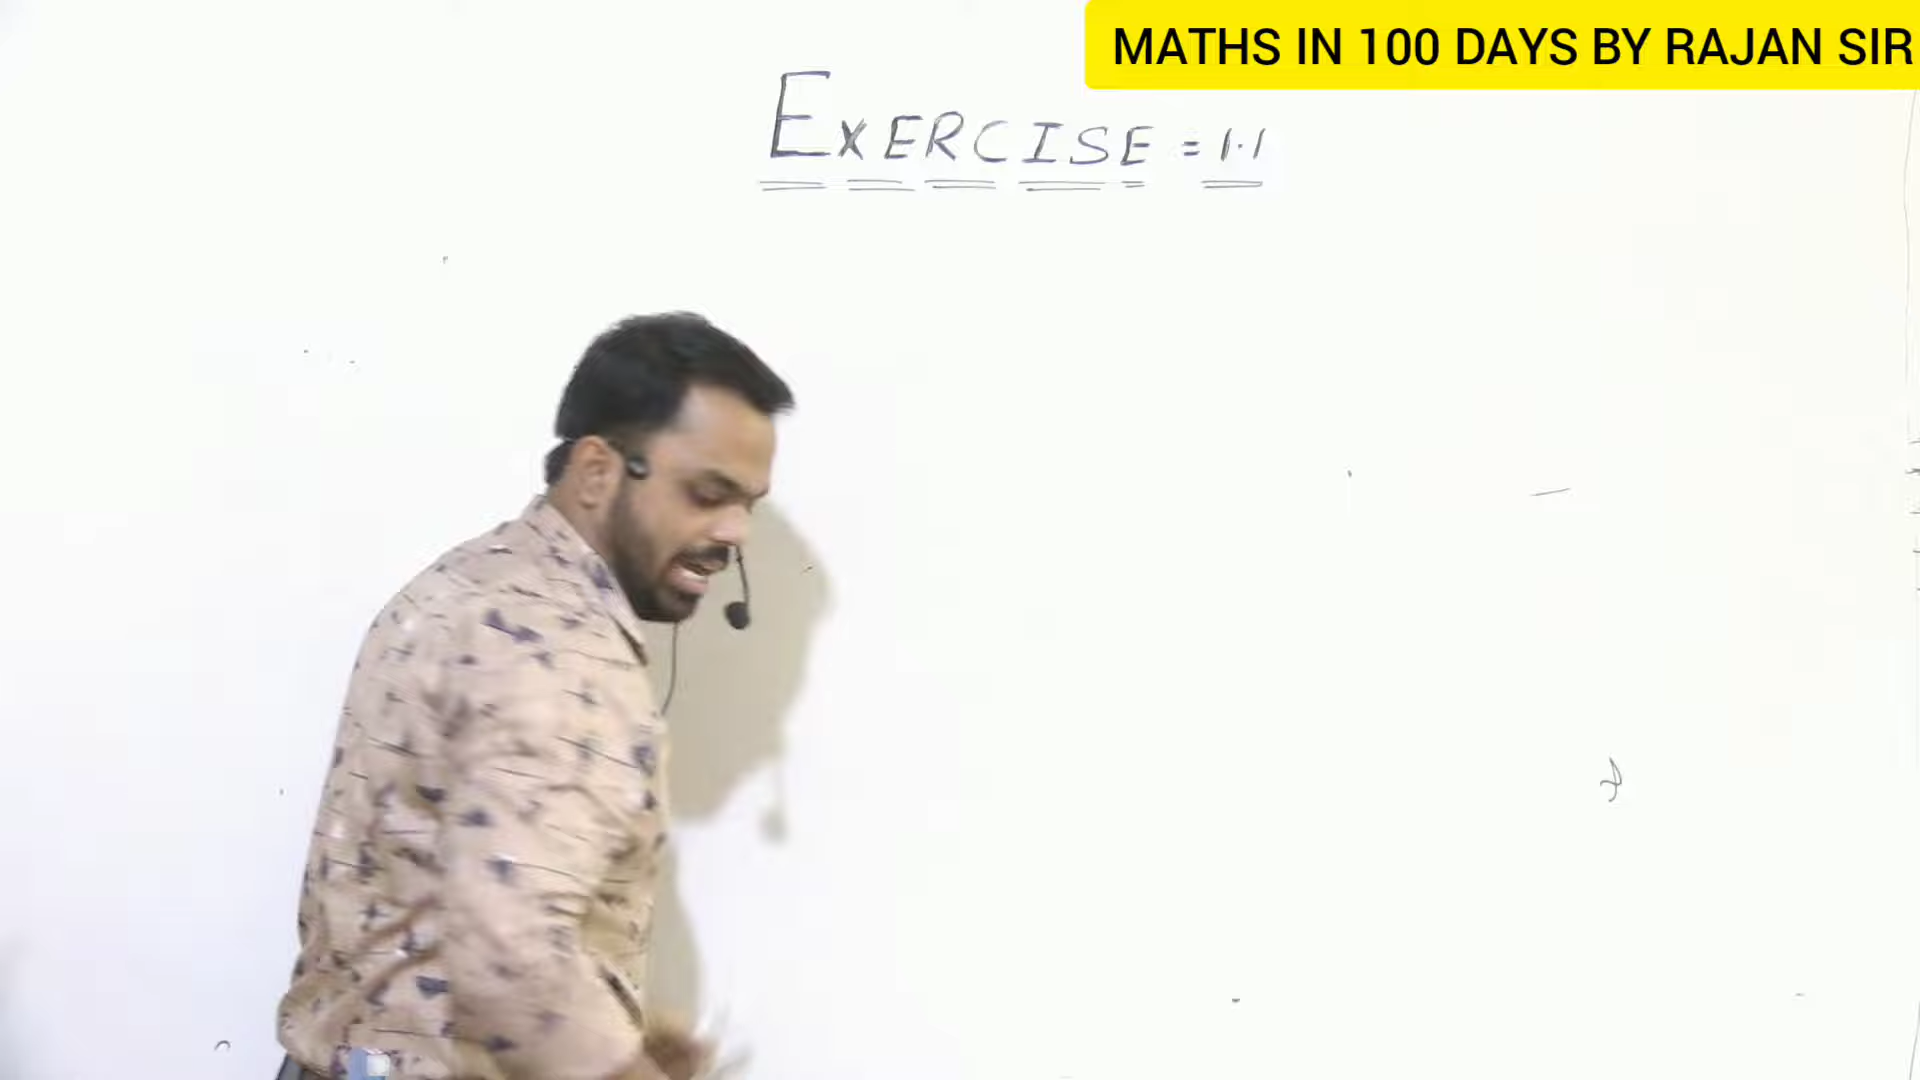 MATHS IN 100 DAYS BY RAJAN SIR
EXERCISE = 1.1